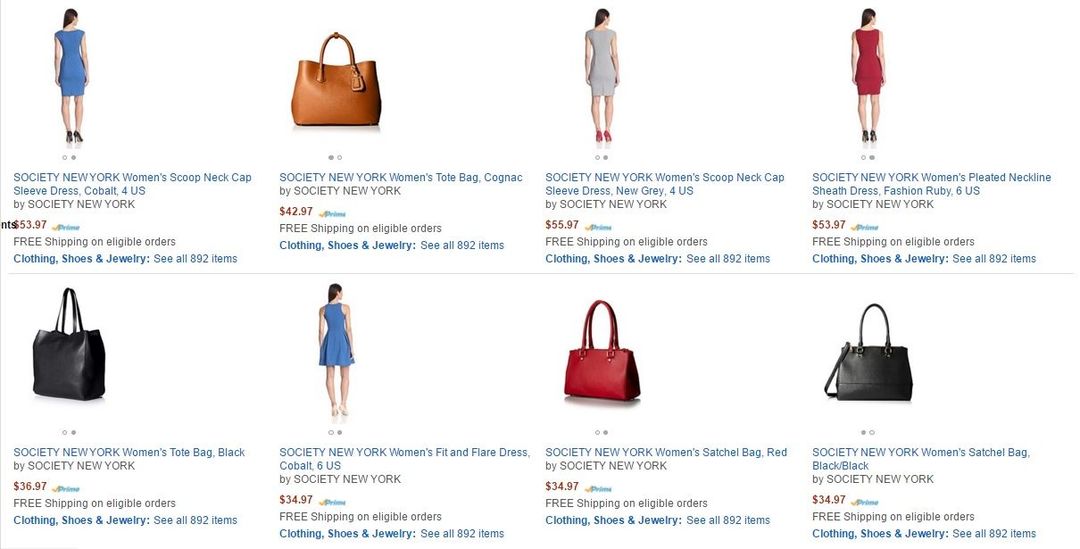 SOCIETY NEW YORK Women's Scoop Neck Cap
Sleeve Dress, Cobalt, 4 US
by SOCIETY NEW YORK
nts
$53.97 Prime
FREE Shipping on eligible orders
Clothing, Shoes & Jewelry: See all 892 items
SOCIETY NEW YORK Women's Tote Bag, Cognac
by SOCIETY NEW YORK
$42.97 Prime
FREE Shipping on eligible orders
Clothing, Shoes & Jewelry: See all 892 items
SOCIETY NEW YORK Women's Scoop Neck Cap
Sleeve Dress, New Grey, 4 US
by SOCIETY NEW YORK
$55.97 Prime
FREE Shipping on eligible orders
Clothing, Shoes & Jewelry: See all 892 items
SOCIETY NEW YORK Women's Pleated Neckline
Sheath Dress, Fashion Ruby, 6 US
by SOCIETY NEW YORK
$53.97 Prime
FREE Shipping on eligible orders
Clothing, Shoes & Jewelry: See all 892 items
SOCIETY NEW YORK Women's Tote Bag, Black
by SOCIETY NEW YORK
$36.97 Prime
FREE Shipping on eligible orders
Clothing, Shoes & Jewelry: See all 892 items
SOCIETY NEW YORK Women's Fit and Flare Dress,
Cobalt, 6 US
by SOCIETY NEW YORK
$34.97 Prime
FREE Shipping on eligible orders
Clothing, Shoes & Jewelry: See all 892 items
SOCIETY NEW YORK Women's Satchel Bag, Red
by SOCIETY NEW YORK
$34.97 Prime
FREE Shipping on eligible orders
Clothing, Shoes & Jewelry: See all 892 items
SOCIETY NEW YORK Women's Satchel Bag,
Black/Black
by SOCIETY NEW YORK
$34.97 Prime
FREE Shipping on eligible orders
Clothing, Shoes & Jewelry: See all 892 items